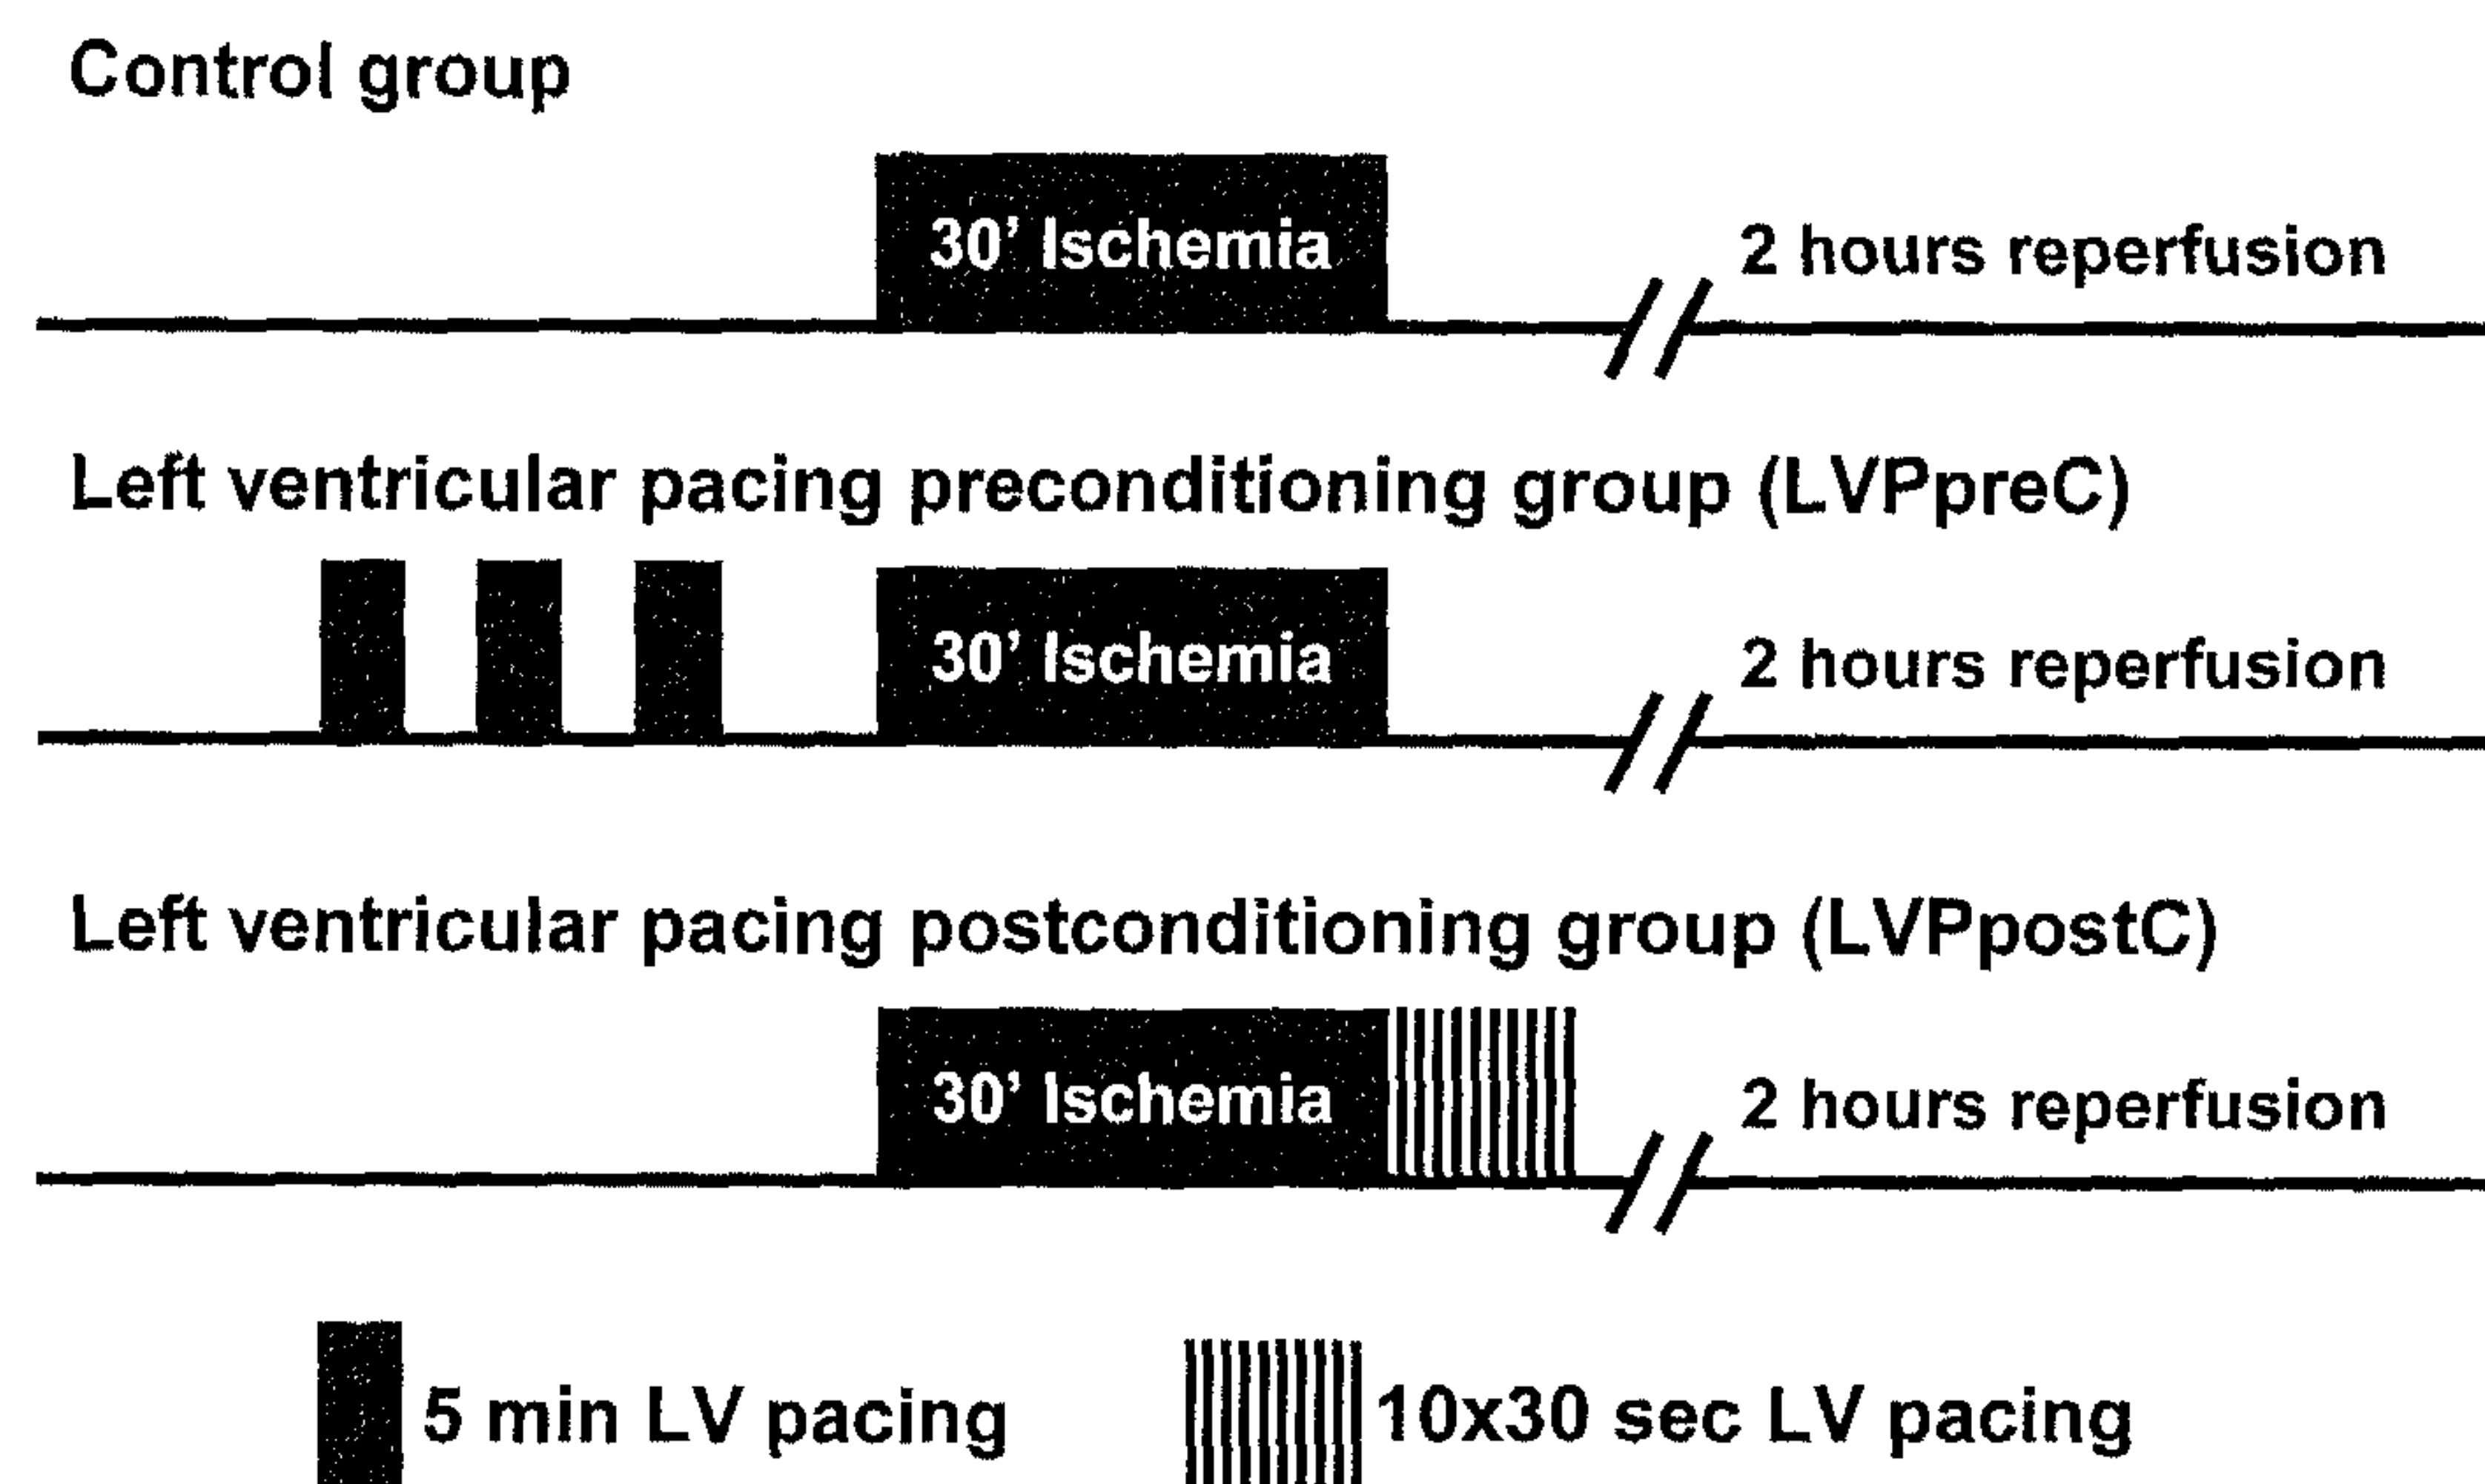 Control group
30' Ischemia
2 hours reperfusion
Left ventricular pacing preconditioning group (LVPpreC)
30' Ischemia
2 hours reperfusion
Left ventricular pacing postconditioning group (LVPpostC)
30' Ischemia
2 hours reperfusion
5 min LV pacing
10x30 sec LV pacing